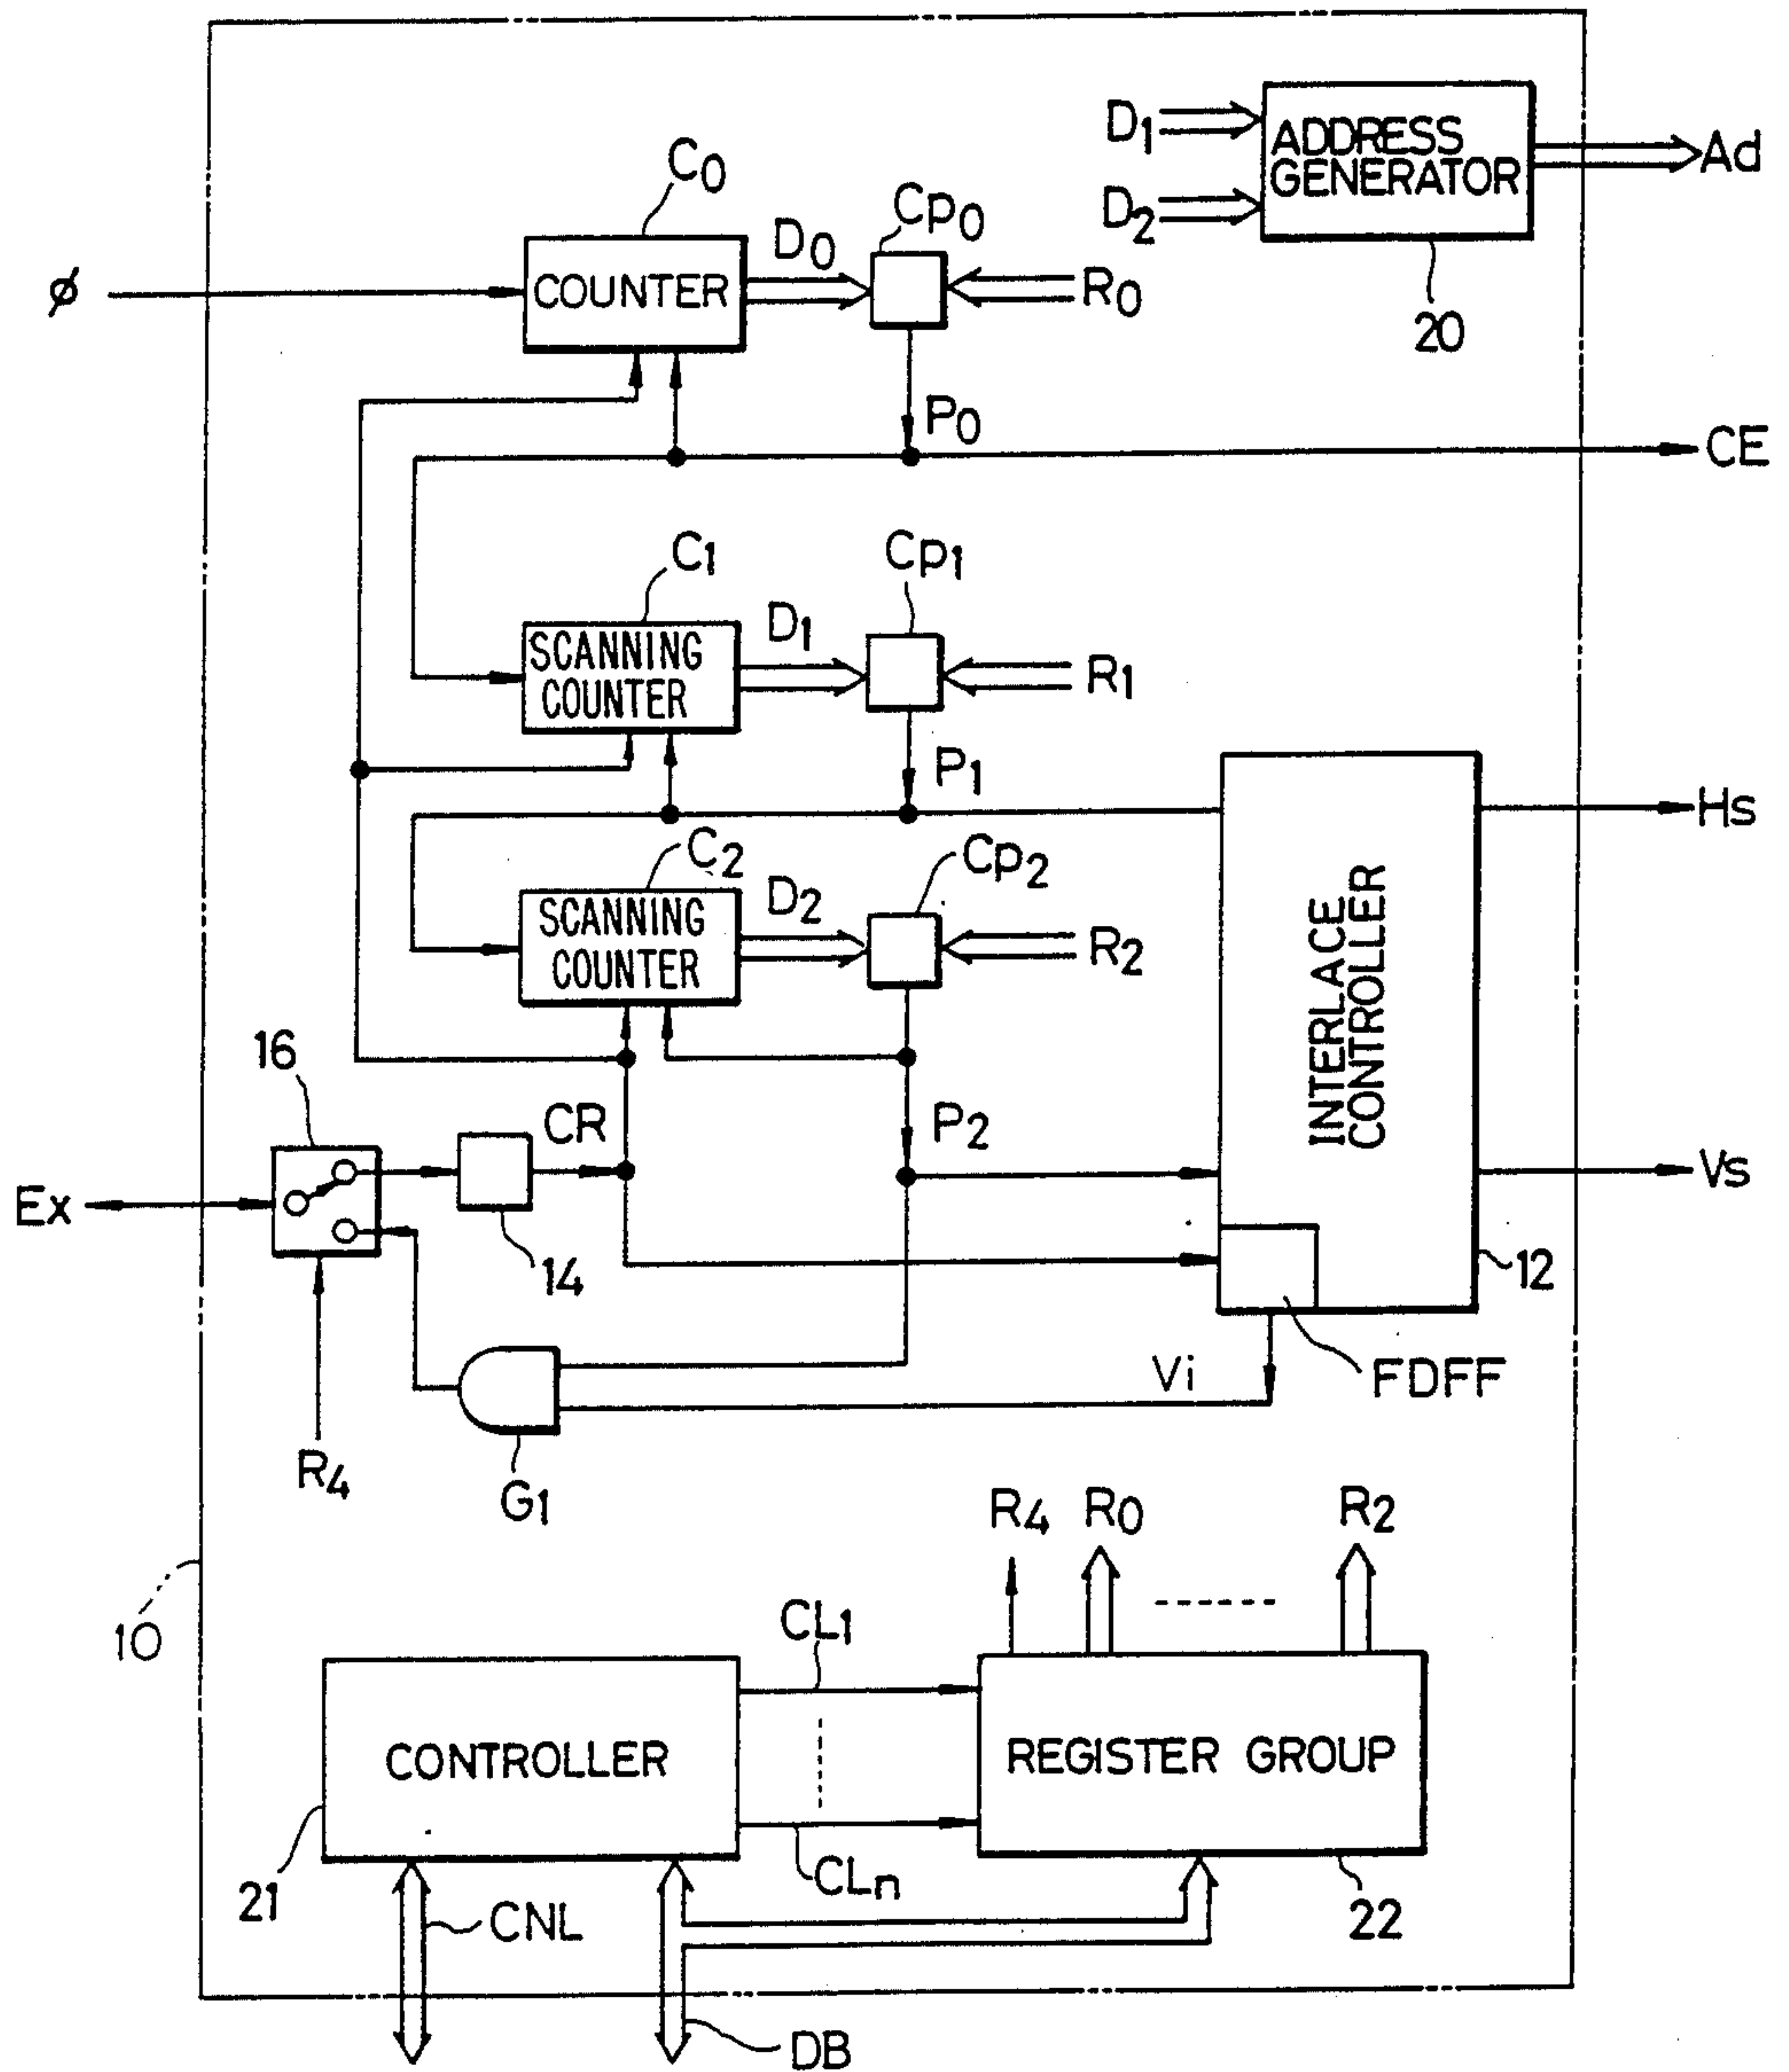 D1
ADDRESS
GENERATOR
Ad
D2
20
C0
D0
Cp0
ø
COUNTER
R0
P0
CE
C1
Cp1
D1
SCANNING
COUNTER
R1
P1
Hs
C2
Cp2
D2
SCANNING
COUNTER
R2
INTERLACE
CONTROLLER
16
CR
P2
Ex
Vs
14
12
Vi
FDFF
R4
G1
R4
R0
R2
10
CL1
CONTROLLER
REGISTER GROUP
21
CLn
22
CNL
DB